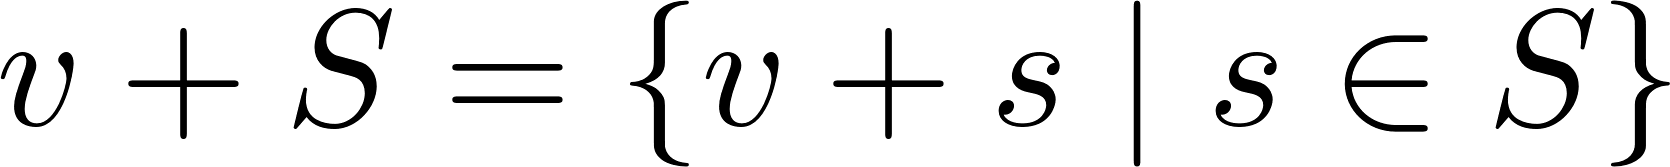 v + S = {v + s | s ∈ S}